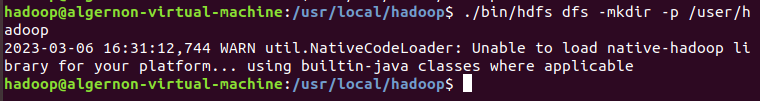 hadoop@algernon-virtual-machine:/usr/local/hadoop$ ./bin/hdfs dfs -mkdir -p /user/h
adoop
2023-03-06 16:31:12,744 WARN util.NativeCodeLoader: Unable to load native-hadoop li
brary for your platform... using builtin-java classes where applicable
hadoop@algernon-virtual-machine:/usr/local/hadoop$